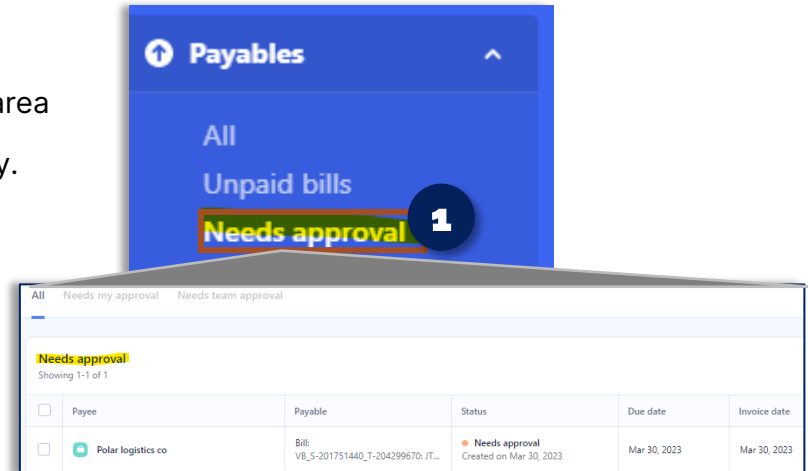 area
y.
Payables
All
Unpaid bills
Needs approval
1
All Needs my approval Needs team approval
Needs approval
Showing 1-1 of 1
Payee Payable Status Due date Invoice date
Polar logistics co Bill: Needs approval Mar 30, 2023 Mar 30, 2023
VB_S-201751440_T-204299670: JT... Created on Mar 30, 2023